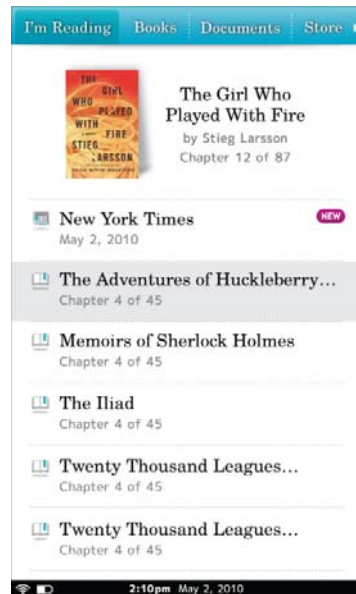 I'm Reading Books Documents Store
THE
GIRL
WHO
PLAYED
WITH
FIRE
STIEG
LARSSON
The Girl Who
Played With Fire
by Stieg Larsson
Chapter 12 of 87
New York Times
NEW
May 2, 2010
The Adventures of Huckleberry...
Chapter 4 of 45
Memoirs of Sherlock Holmes
Chapter 4 of 45
The Iliad
Chapter 4 of 45
Twenty Thousand Leagues...
Chapter 4 of 45
Twenty Thousand Leagues...
Chapter 4 of 45
2:10pm May 2, 2010